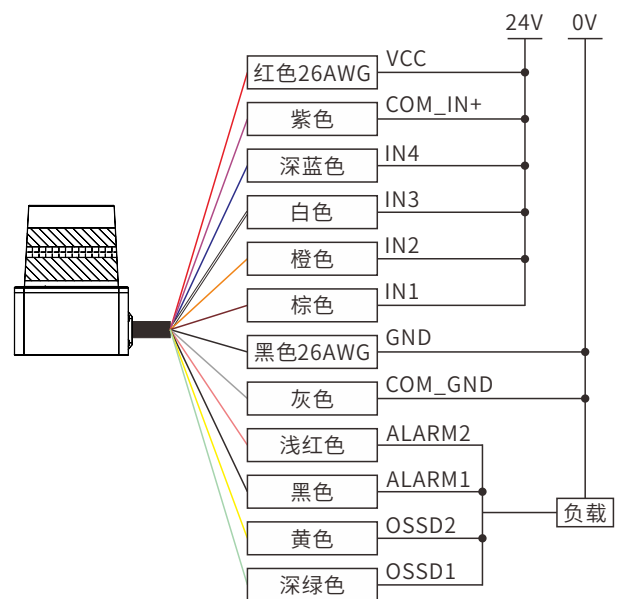 24V 0V
红色26AWG VCC
紫色 COM_IN+
深蓝色 IN4
白色 IN3
橙色 IN2
棕色 IN1
黑色26AWG GND
灰色 COM_GND
浅红色 ALARM2
黑色 ALARM1
负载
黄色 OSSD2
深绿色 OSSD1